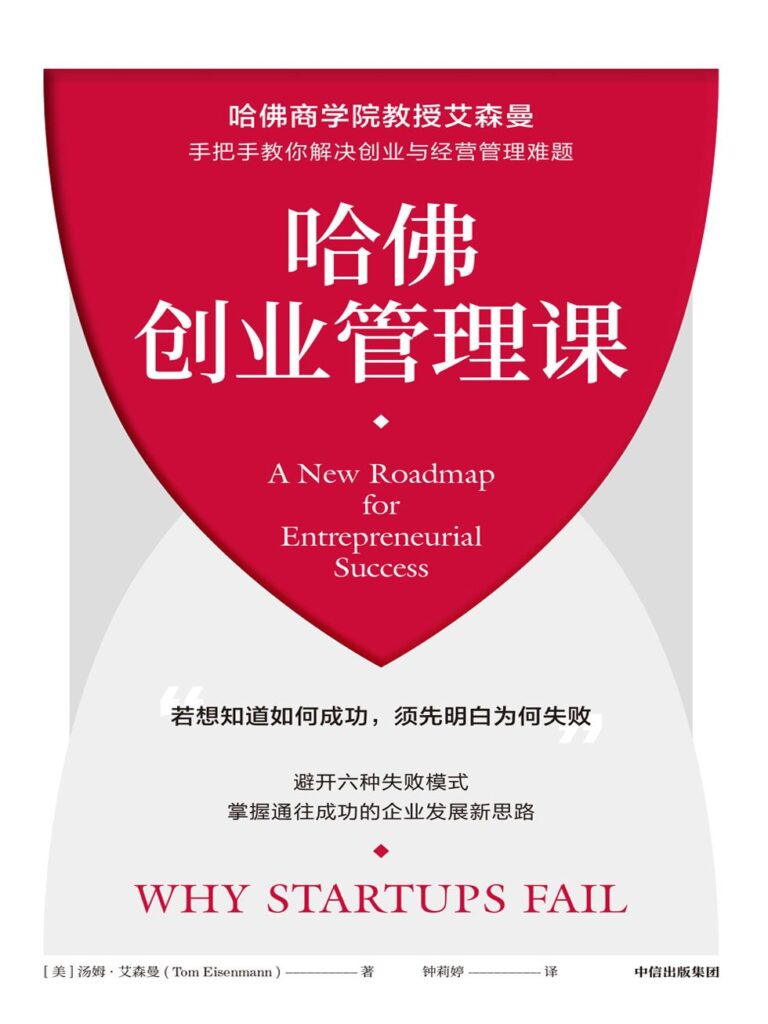 哈佛商学院教授艾森曼
手把手教你解决创业与经营管理难题
哈佛
创业管理课
A New Roadmap
for
Entrepreneurial
Success
“若想知道如何成功，须先明白为何失败”
避开六种失败模式
掌握通往成功的企业发展新思路
WHY STARTUPS FAIL
[美]汤姆·艾森曼(Tom Eisenmann)————著 钟莉婷————译 中信出版集团